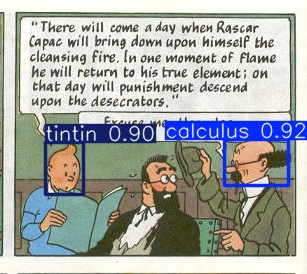 "There will come a day when Rascar
Capac will bring down upon himself the
cleansing fire. In one moment of flame
he will return to his true element; on
that day will punishment descend
upon the desecrators."
Excuse me
tintin 0.90
calculus 0.92